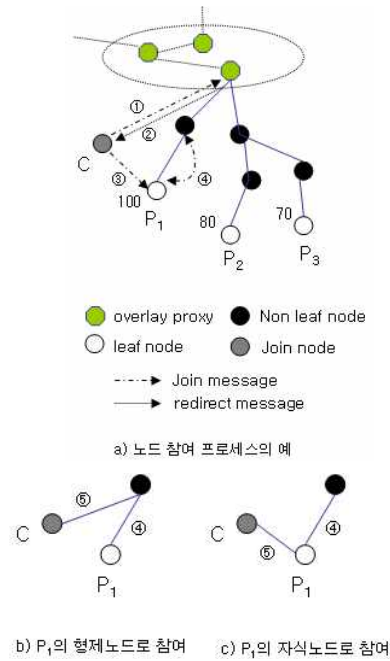 ①
②
C
③
④
100
P₁
80
P₂
70
P₃
overlay proxy
Non leaf node
leaf node
Join node
Join message
redirect message
a) 노드 참여 프로세스의 예
⑤
④
C
P₁
④
C
⑤
P₁
b) P₁의 형제노드로 참여
c) P₁의 자식노드로 참여